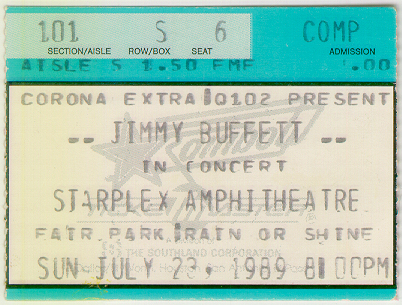 101 S 6 COMP
SECTION/AISLE ROW/BOX SEAT ADMISSION
AISLE S 1.50 FMF .00
CORONA EXTRA Q102 PRESENT
-- JIMMY BUFFETT --
IN CONCERT
STARPLEX AMPHITHEATRE
FAIR PARK RAIN OR SHINE
THE SOUTHLAND CORPORATION
SUN JULY 23, 1989 8:00PM